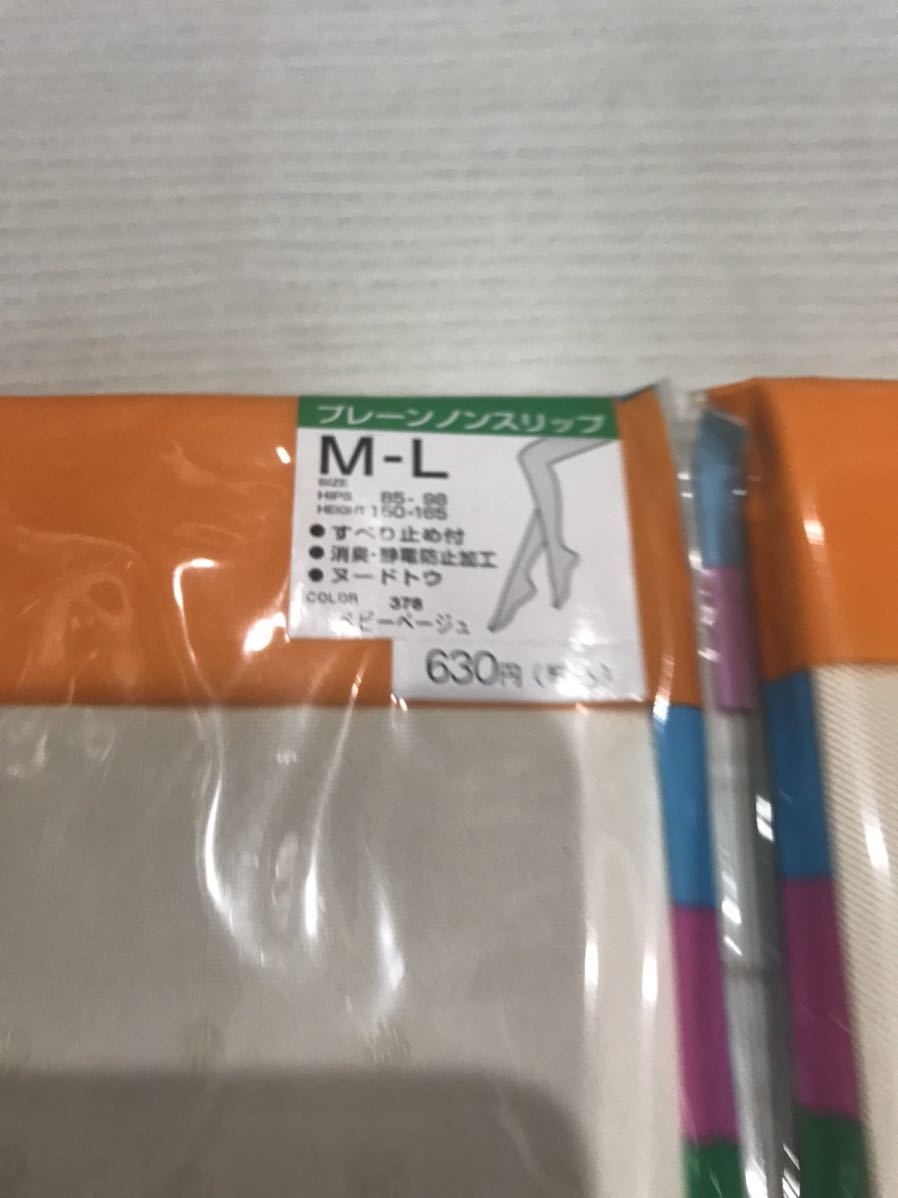 プレーンノンスリップ
M-L
SIZE
HIPS 85-98
HEIGHT 150-165
●すべり止め付
●消臭・静電防止加工
●ヌードトウ
COLOR 378
ベビーベージュ
630円(税